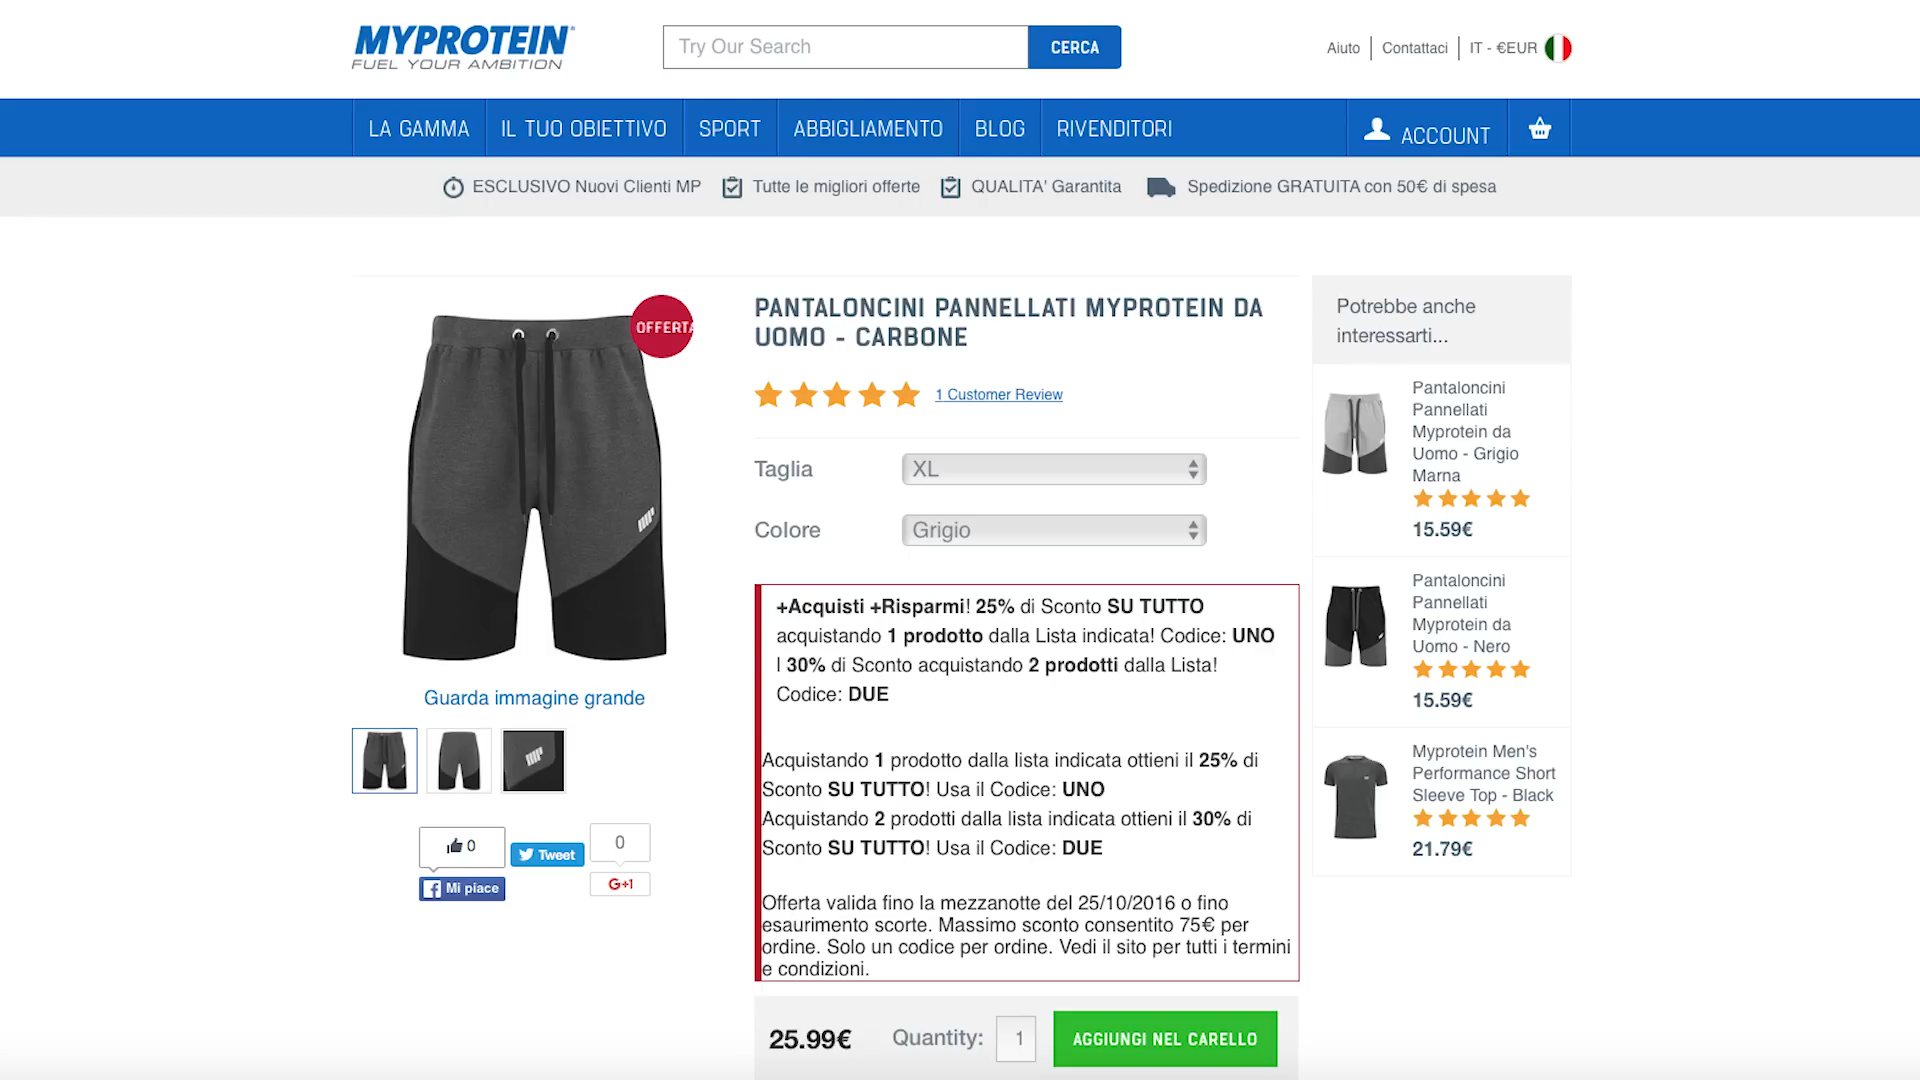 MYPROTEIN
FUEL YOUR AMBITION
Try Our Search
CERCA
Aiuto
Contattaci
IT - €EUR
LA GAMMA
IL TUO OBIETTIVO
SPORT
ABBIGLIAMENTO
BLOG
RIVENDITORI
ACCOUNT
ESCLUSIVO Nuovi Clienti MP
Tutte le migliori offerte
QUALITA' Garantita
Spedizione GRATUITA con 50€ di spesa
OFFERTA
Guarda immagine grande
0
Mi piace
Tweet
0
G+1
PANTALONCINI PANNELLATI MYPROTEIN DA
UOMO - CARBONE
1 Customer Review
Taglia
XL
Colore
Grigio
+Acquisti +Risparmi! 25% di Sconto SU TUTTO
acquistando 1 prodotto dalla Lista indicata! Codice: UNO
l 30% di Sconto acquistando 2 prodotti dalla Lista!
Codice: DUE
Acquistando 1 prodotto dalla lista indicata ottieni il 25% di
Sconto SU TUTTO! Usa il Codice: UNO
Acquistando 2 prodotti dalla lista indicata ottieni il 30% di
Sconto SU TUTTO! Usa il Codice: DUE
Offerta valida fino la mezzanotte del 25/10/2016 o fino
esaurimento scorte. Massimo sconto consentito 75€ per
ordine. Solo un codice per ordine. Vedi il sito per tutti i termini
e condizioni.
25.99€
Quantity:
1
AGGIUNGI NEL CARELLO
Potrebbe anche
interessarti...
Pantaloncini
Pannellati
Myprotein da
Uomo - Grigio
Marna
15.59€
Pantaloncini
Pannellati
Myprotein da
Uomo - Nero
15.59€
Myprotein Men's
Performance Short
Sleeve Top - Black
21.79€